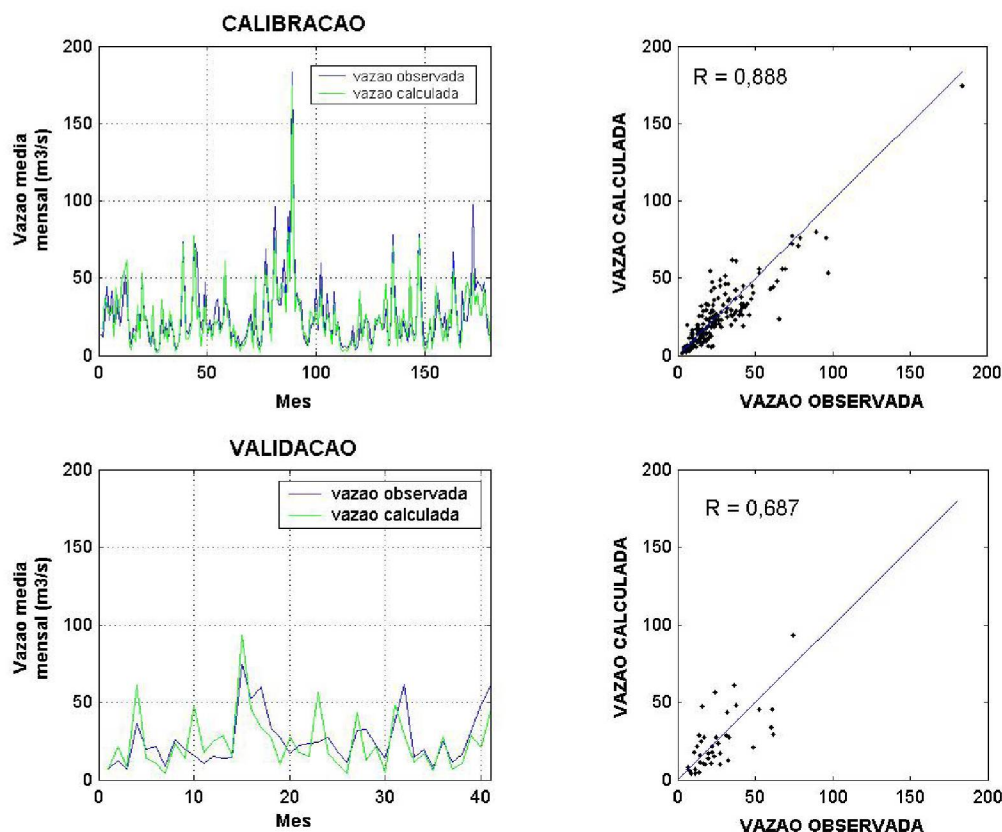 CALIBRACAO
Vazao media
mensal (m3/s)
200
150
100
50
0
vazao observada
vazao calculada
0
50
100
150
Mes
R = 0,888
VAZAO CALCULADA
200
150
100
50
0
0
50
100
150
200
VAZAO OBSERVADA
VALIDACAO
Vazao media
mensal (m3/s)
200
150
100
50
0
vazao observada
vazao calculada
0
10
20
30
40
Mes
R = 0,687
VAZAO CALCULADA
200
150
100
50
0
0
50
100
150
200
VAZAO OBSERVADA